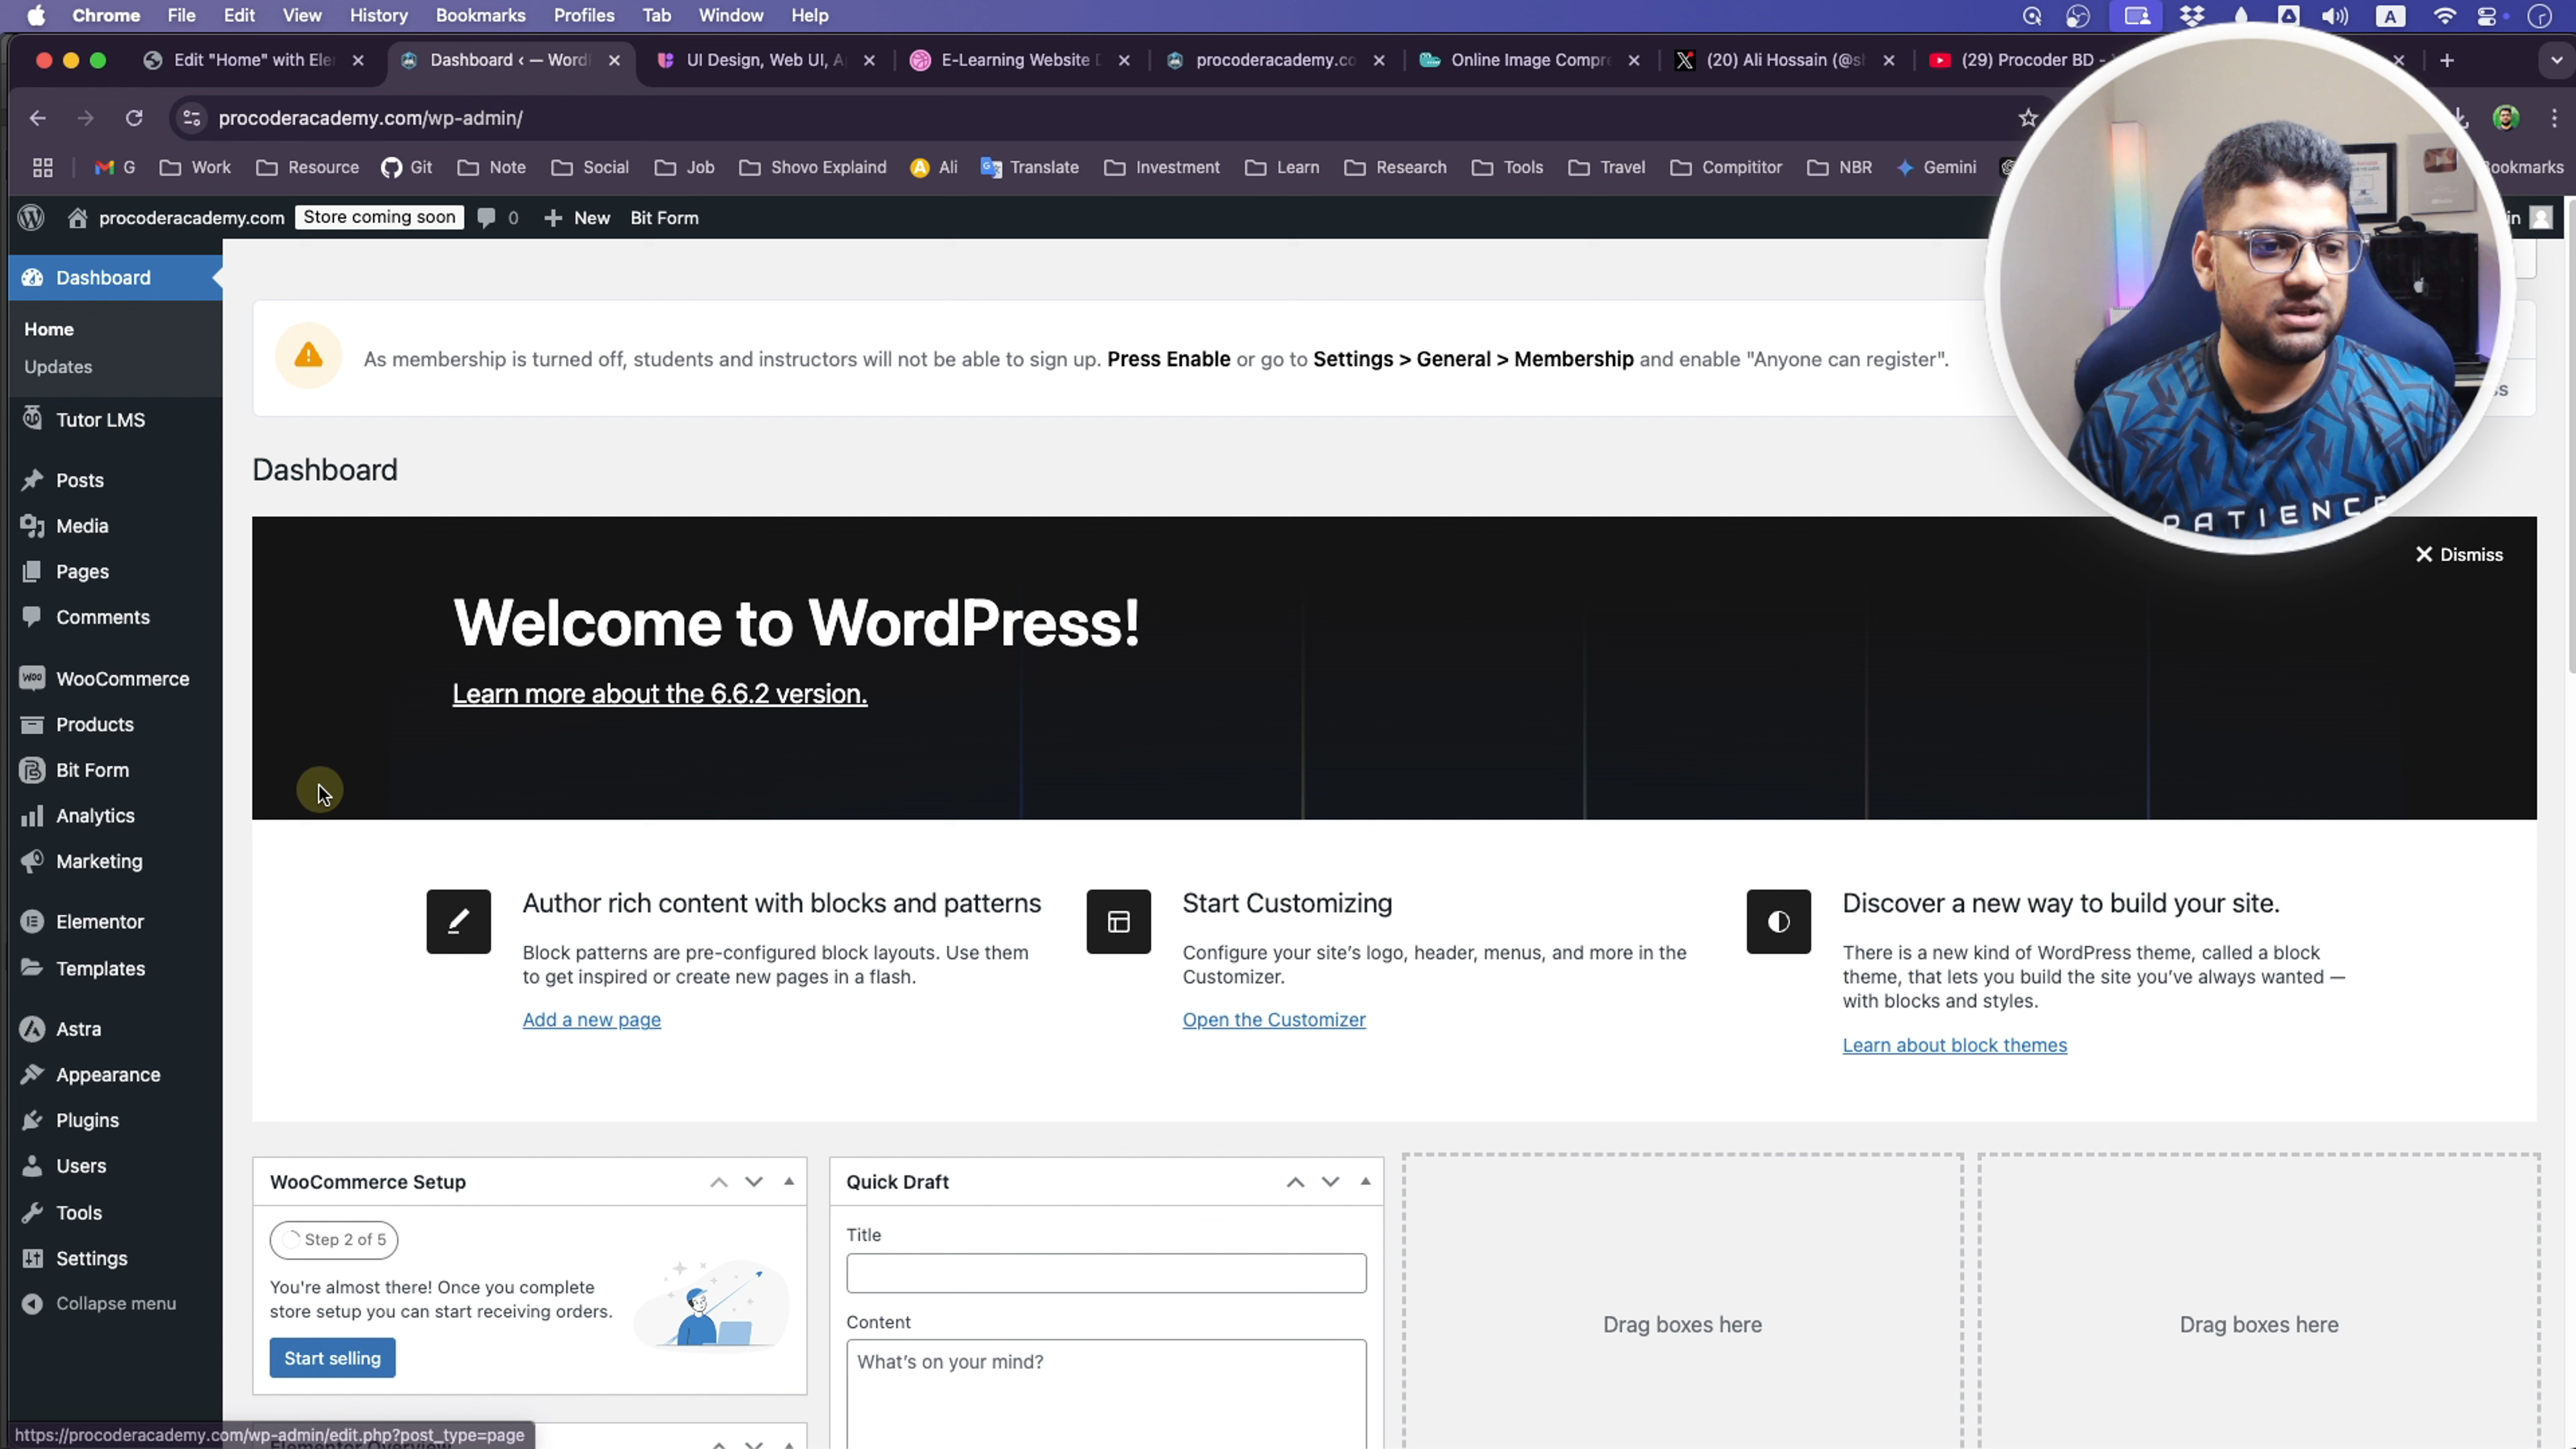 Chrome File Edit View History Bookmarks Profiles Tab Window Help
Edit "Home" with Ele
Dashboard ‹ — Word
UI Design, Web UI, A
E-Learning Website D
procoderacademy.co
Online Image Compre
(20) Ali Hossain (@sh
(29) Procoder BD -
procoderacademy.com/wp-admin/
G Work Resource Git Note Social Job Shovo Explaind Ali Translate Investment Learn Research Tools Travel Compititor NBR Gemini
procoderacademy.com Store coming soon 0 New Bit Form
Dashboard
Home
Updates
Tutor LMS
Posts
Media
Pages
Comments
WooCommerce
Products
Bit Form
Analytics
Marketing
Elementor
Templates
Astra
Appearance
Plugins
Users
Tools
Settings
Collapse menu
As membership is turned off, students and instructors will not be able to sign up. Press Enable or go to Settings > General > Membership and enable "Anyone can register".
PATIENCE
Dashboard
Dismiss
Welcome to WordPress!
Learn more about the 6.6.2 version.
Author rich content with blocks and patterns
Block patterns are pre-configured block layouts. Use them
to get inspired or create new pages in a flash.
Add a new page
Start Customizing
Configure your site's logo, header, menus, and more in the
Customizer.
Open the Customizer
Discover a new way to build your site.
There is a new kind of WordPress theme, called a block
theme, that lets you build the site you've always wanted —
with blocks and styles.
Learn about block themes
WooCommerce Setup
Step 2 of 5
You're almost there! Once you complete
store setup you can start receiving orders.
Start selling
Quick Draft
Title
Content
What's on your mind?
Drag boxes here
Drag boxes here
https://procoderacademy.com/wp-admin/edit.php?post_type=page